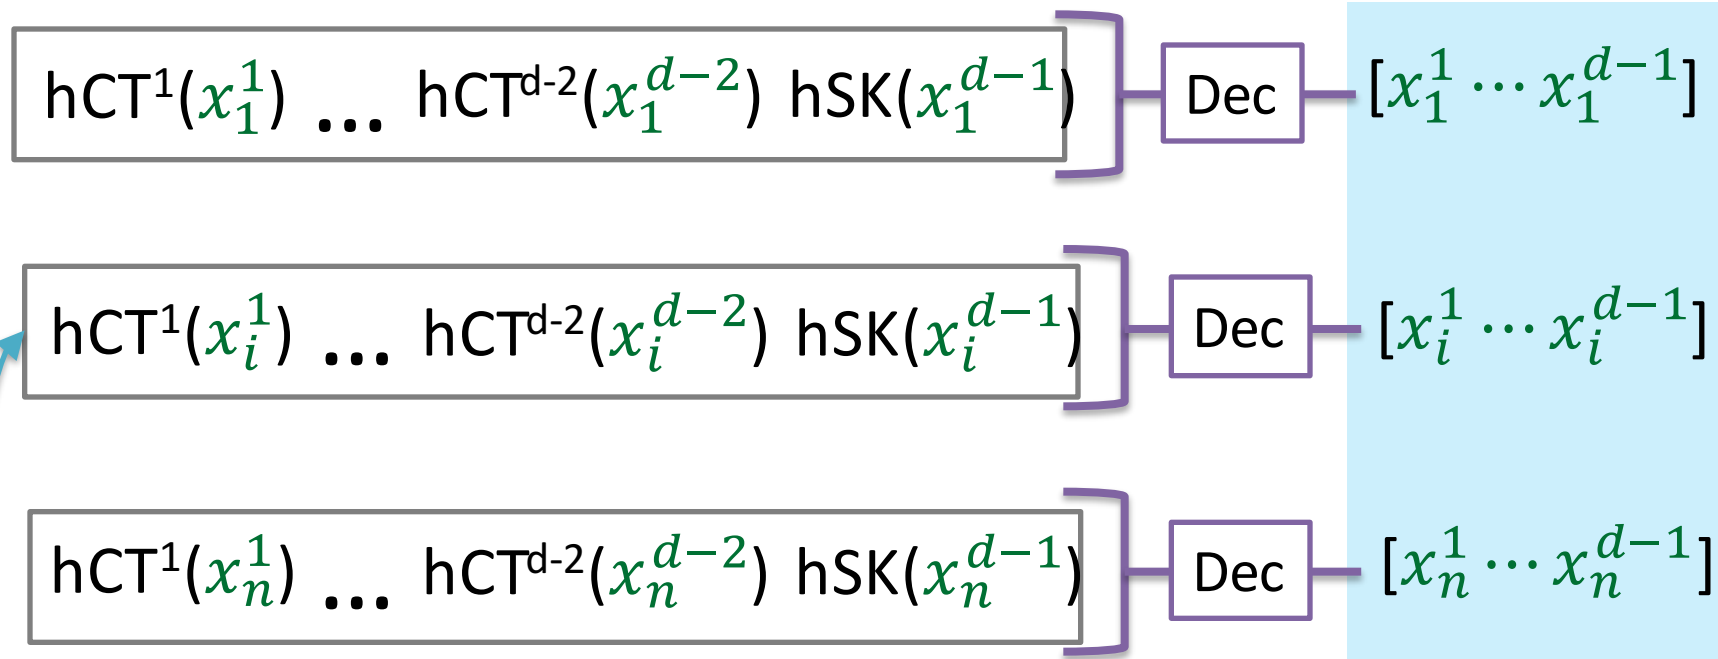 hCT¹(x₁¹) ... hCTᵈ⁻²(x₁ᵈ⁻²) hSK(x₁ᵈ⁻¹) Dec [x₁¹ ⋯ x₁ᵈ⁻¹]
hCT¹(xᵢ¹) ... hCTᵈ⁻²(xᵢᵈ⁻²) hSK(xᵢᵈ⁻¹) Dec [xᵢ¹ ⋯ xᵢᵈ⁻¹]
hCT¹(xₙ¹) ... hCTᵈ⁻²(xₙᵈ⁻²) hSK(xₙᵈ⁻¹) Dec [xₙ¹ ⋯ xₙᵈ⁻¹]